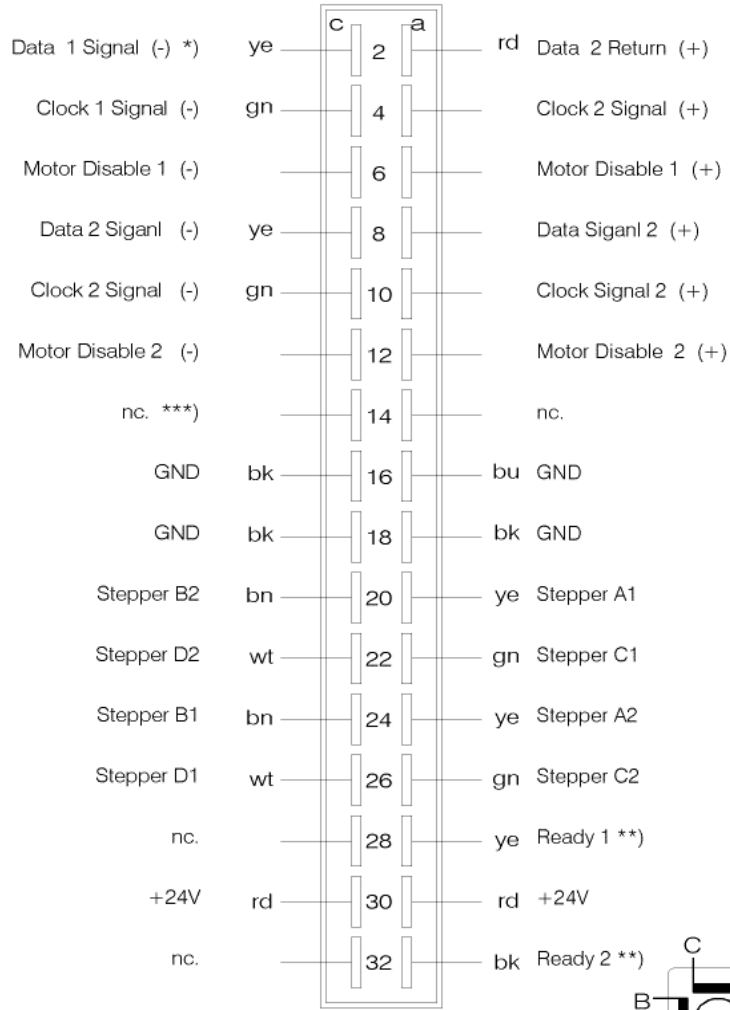 c a
Data 1 Signal (-) *) ye 2 rd Data 2 Return (+)
Clock 1 Signal (-) gn 4 Clock 2 Signal (+)
Motor Disable 1 (-) 6 Motor Disable 1 (+)
Data 2 Siganl (-) ye 8 Data Siganl 2 (+)
Clock 2 Signal (-) gn 10 Clock Signal 2 (+)
Motor Disable 2 (-) 12 Motor Disable 2 (+)
nc. ***) 14 nc.
GND bk 16 bu GND
GND bk 18 bk GND
Stepper B2 bn 20 ye Stepper A1
Stepper D2 wt 22 gn Stepper C1
Stepper B1 bn 24 ye Stepper A2
Stepper D1 wt 26 gn Stepper C2
nc. 28 ye Ready 1 **)
+24V rd 30 rd +24V
nc. 32 bk Ready 2 **)
C
B